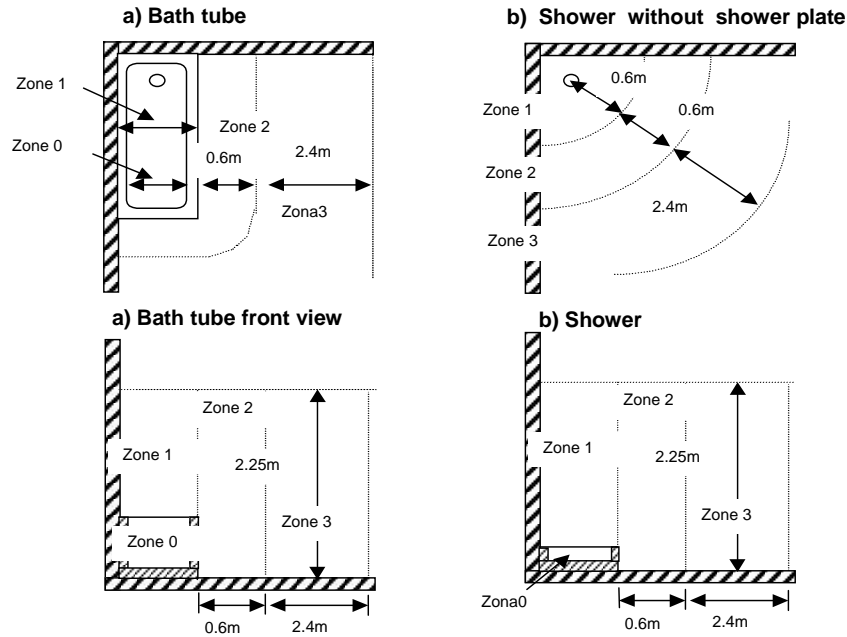 a) Bath tube
Zone 1
Zone 0
Zone 2
0.6m
2.4m
Zona3
b) Shower without shower plate
0.6m
0.6m
Zone 1
Zone 2
2.4m
Zone 3
a) Bath tube front view
Zone 2
Zone 1
2.25m
Zone 3
Zone 0
0.6m
2.4m
b) Shower
Zone 2
Zone 1
2.25m
Zone 3
Zona0
0.6m
2.4m